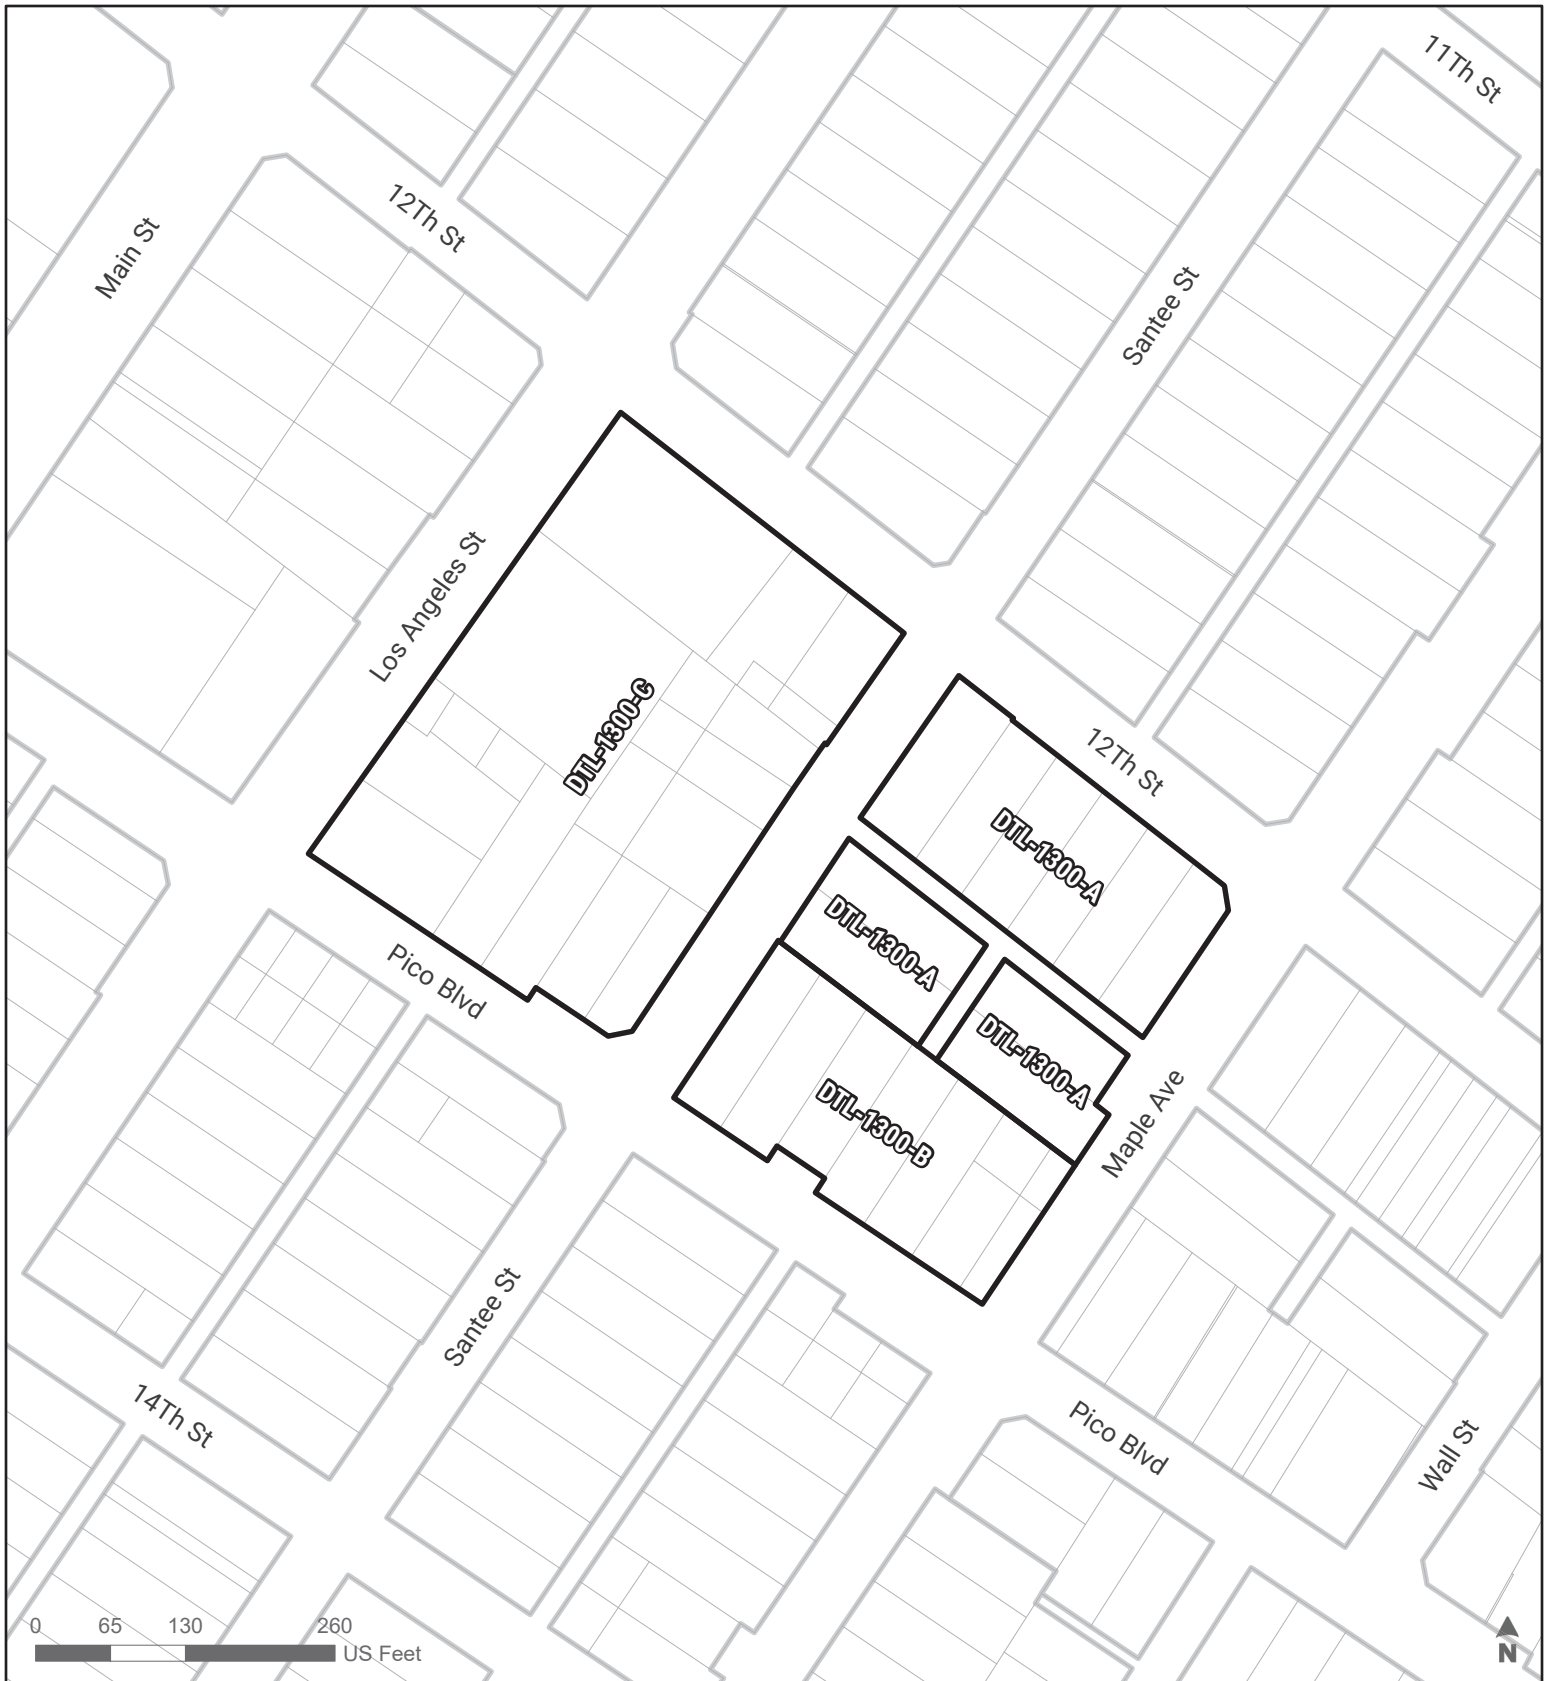 11Th St
12Th St
Main St
Santee St
Los Angeles St
DTL-1300-C
12Th St
DTL-1300-A
DTL-1300-A
DTL-1300-A
Pico Blvd
DTL-1300-B
Maple Ave
Santee St
14Th St
Pico Blvd
Wall St
0 65 130 260
US Feet
N